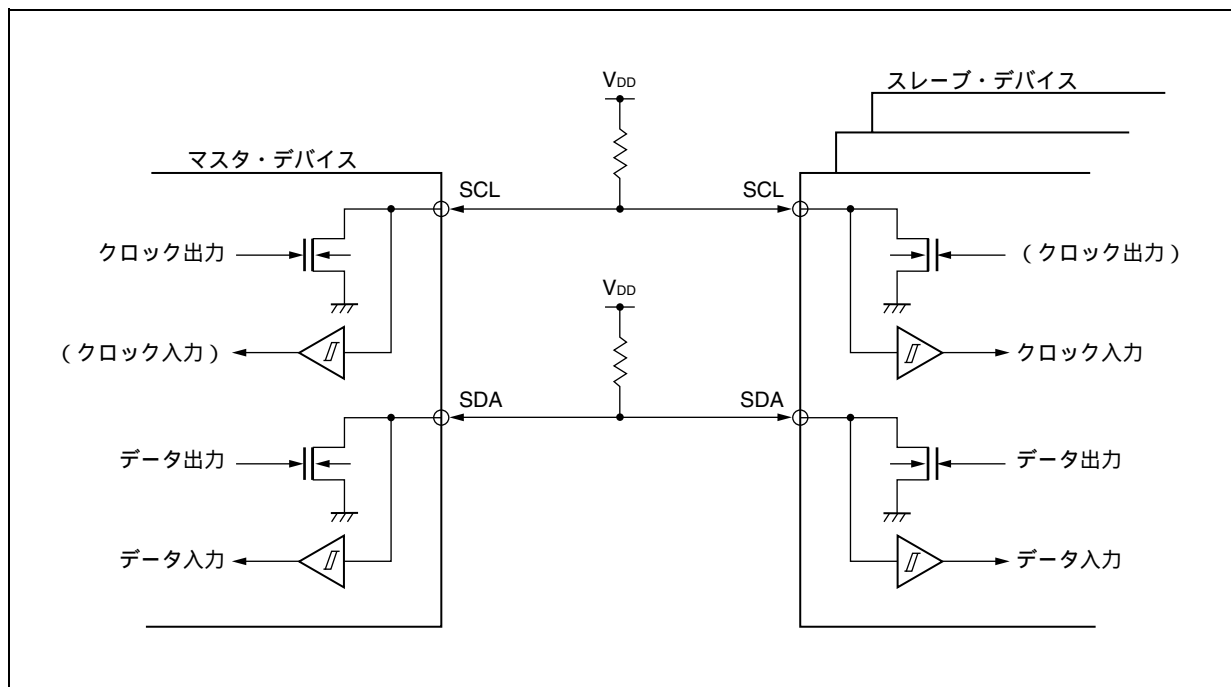 VDD
スレーブ・デバイス
マスタ・デバイス
SCL
SCL
クロック出力
(クロック出力)
VDD
(クロック入力)
クロック入力
SDA
SDA
データ出力
データ出力
データ入力
データ入力